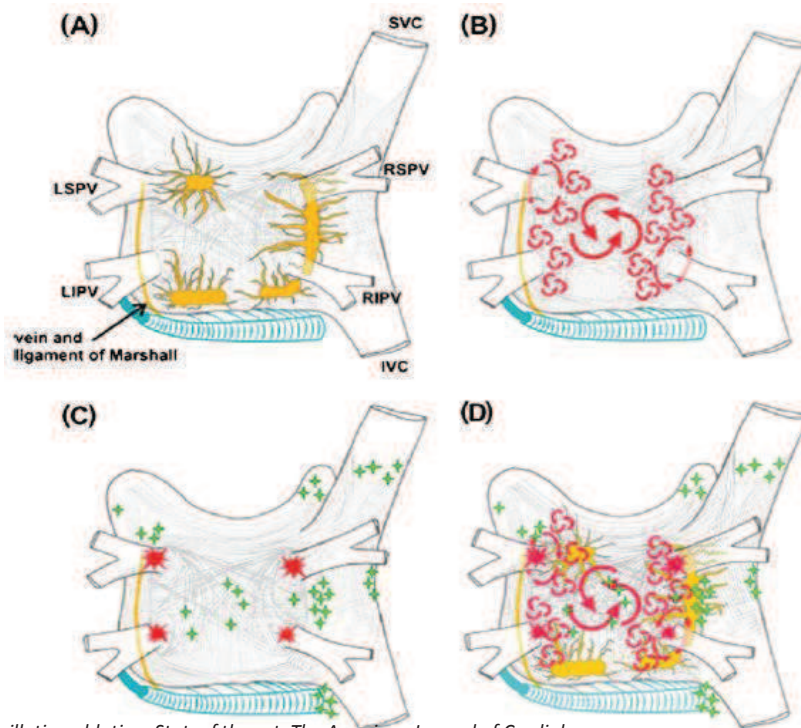 (A)
SVC
(B)
LSPV
RSPV
LIPV
RIPV
vein and
ligament of Marshall
IVC
(C)
(D)